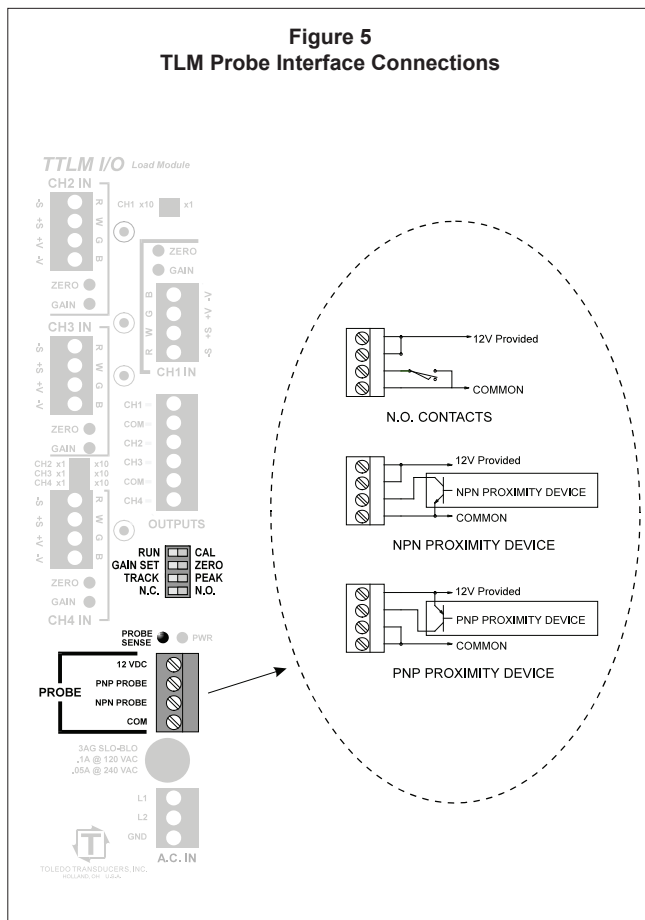 Figure 5
TLM Probe Interface Connections
TTLM I/O Load Module
CH2 IN
-S
+S
+V
-V
R
W
G
B
ZERO
GAIN
CH1 x10
x1
ZERO
GAIN
B
G
W
R
-V
+V
+S
-S
CH1 IN
CH3 IN
-S
+S
+V
-V
R
W
G
B
ZERO
GAIN
CH2 x1 x10
CH3 x1 x10
CH4 x1 x10
-S
+S
+V
-V
R
W
G
B
ZERO
GAIN
CH4 IN
CH1
COM
CH2
CH3
COM
CH4
OUTPUTS
RUN CAL
GAIN SET ZERO
TRACK PEAK
N.C. N.O.
PROBE
SENSE
PWR
PROBE
12 VDC
PNP PROBE
NPN PROBE
COM
3AG SLO-BLO
.1A @ 120 VAC
.05A @ 240 VAC
L1
L2
GND
A.C. IN
T
TOLEDO TRANSDUCERS, INC.
HOLLAND, OH U.S.A.
12V Provided
COMMON
N.O. CONTACTS
12V Provided
NPN PROXIMITY DEVICE
COMMON
NPN PROXIMITY DEVICE
12V Provided
PNP PROXIMITY DEVICE
COMMON
PNP PROXIMITY DEVICE